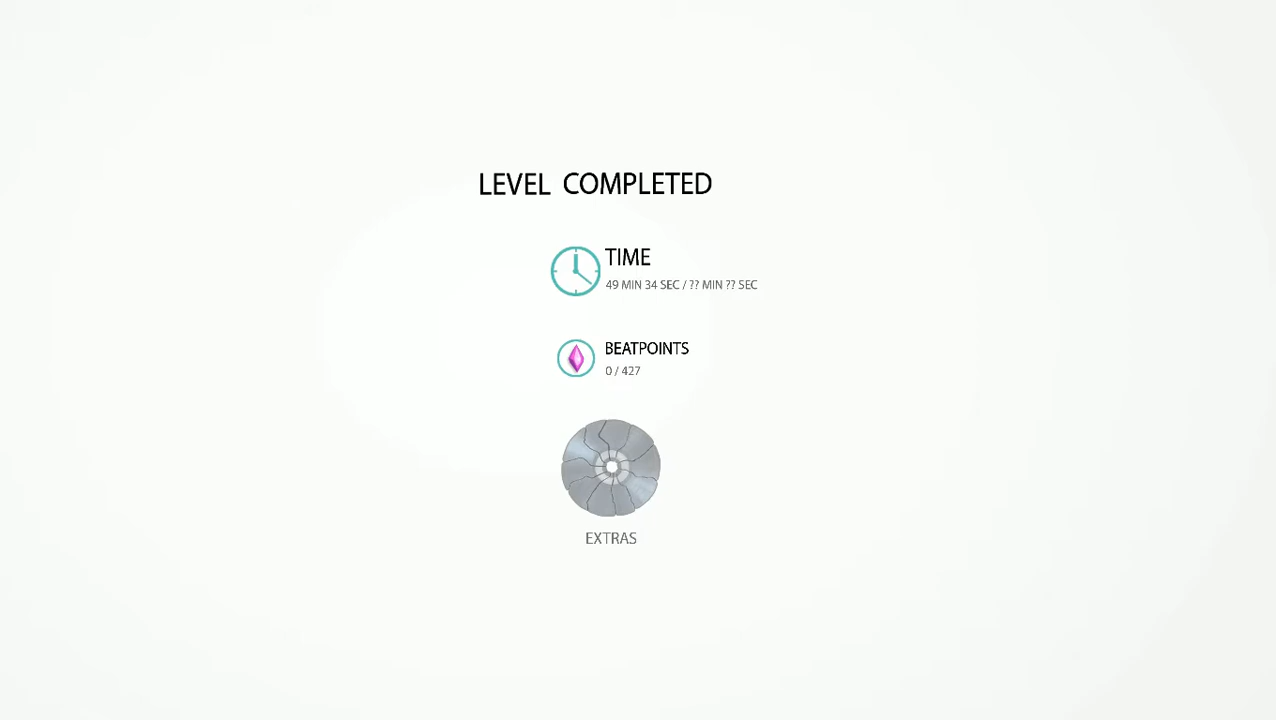 LEVEL COMPLETED
TIME
49 MIN 34 SEC / ?? MIN ?? SEC
BEATPOINTS
0 / 427
EXTRAS